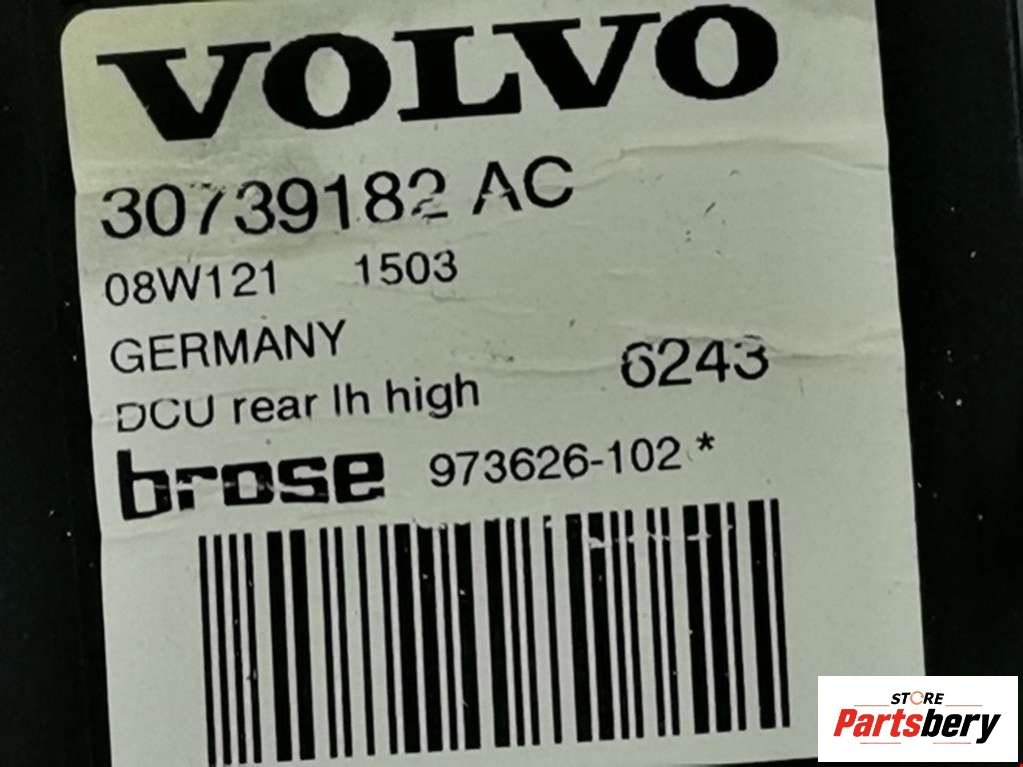 VOLVO
30739182 AC
08W121 1503
GERMANY
6243
DCU rear lh high
brose 973626-102 *
STORE
Partsbery